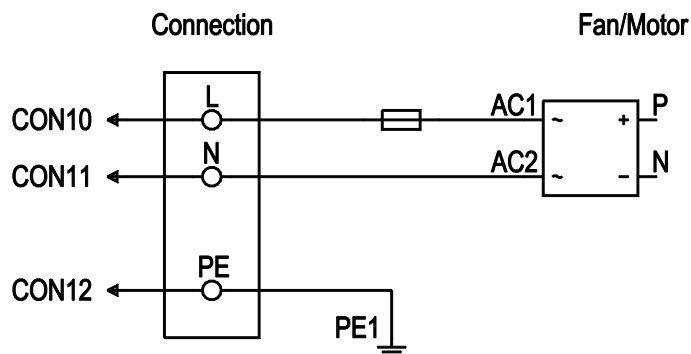 Connection Fan/Motor
L
CON10 AC1 ~ + P
N
CON11 AC2 ~ - N
PE
CON12
PE1